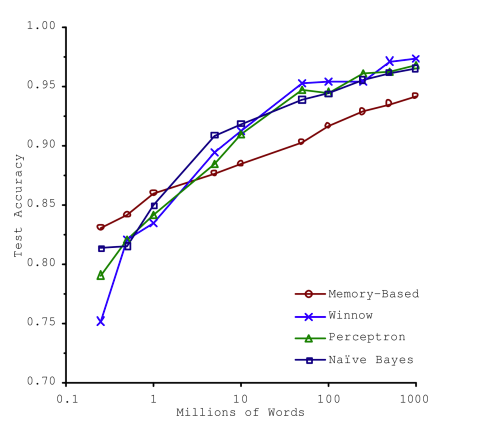 1.00
0.95
0.90
0.85
0.80
0.75
0.70
Test Accuracy
Memory-Based
Winnow
Perceptron
Naïve Bayes
0.1 1 10 100 1000
Millions of Words